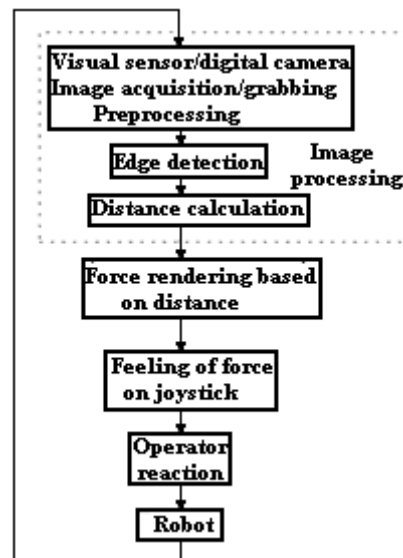 Visual sensor/digital camera
Image acquisition/grabbing
Preprocessing
Edge detection
Image
processing
Distance calculation
Force rendering based
on distance
Feeling of force
on joystick
Operator
reaction
Robot